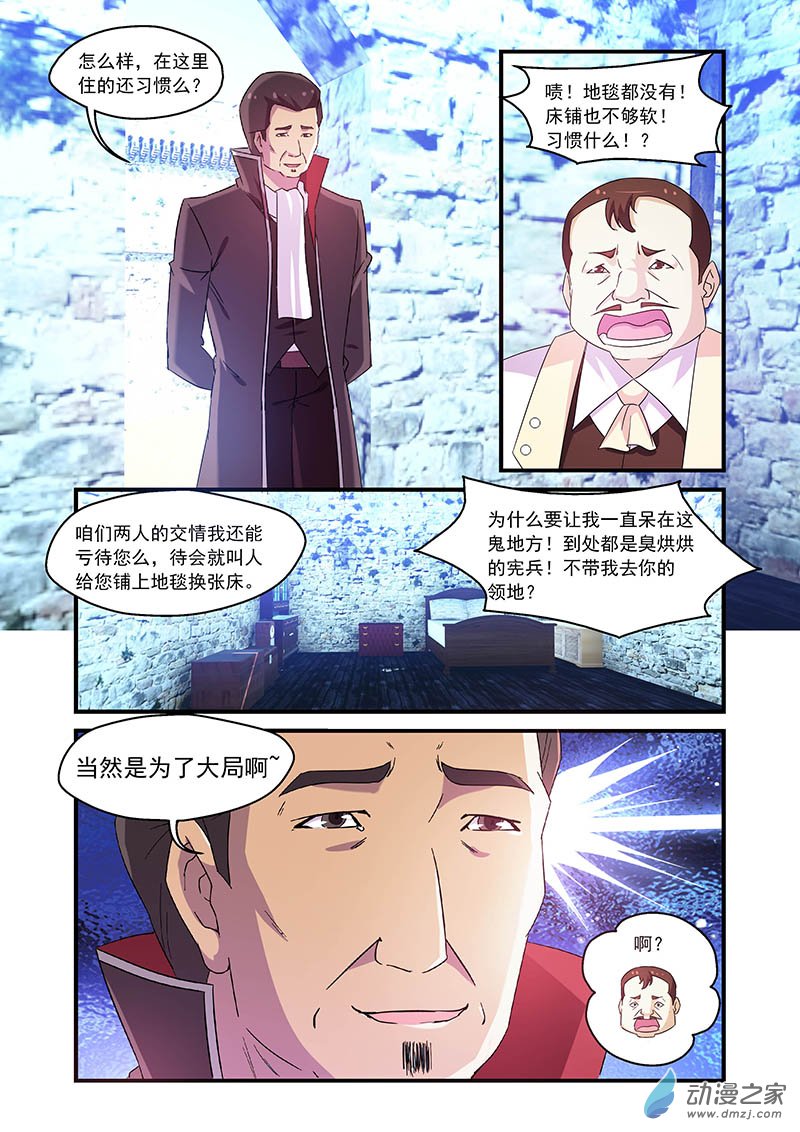 怎么样，在这里
住的还习惯么？
啧！地毯都没有！
床铺也不够软！
习惯什么！？
咱们两人的交情我还能
亏待您么，待会就叫人
给您铺上地毯换张床。
为什么要让我一直呆在这
鬼地方！到处都是臭烘烘
的宪兵！不带我去你的
领地？
当然是为了大局啊~
啊？
动漫之家
www.dmzj.com